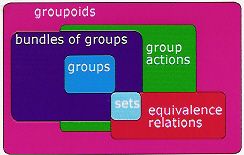 groupoids
bundles of groups
group
actions
groups
sets
equivalence
relations